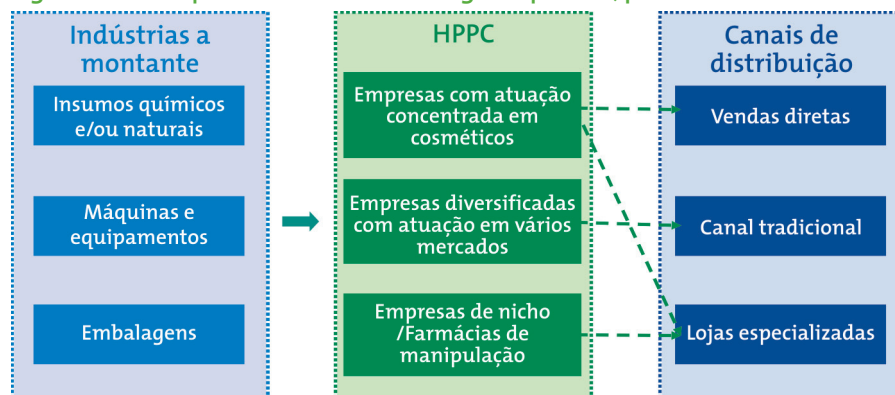 Indústrias a
montante
Insumos químicos
e/ou naturais
Máquinas e
equipamentos
Embalagens
HPPC
Empresas com atuação
concentrada em
cosméticos
Empresas diversificadas
com atuação em vários
mercados
Empresas de nicho
/Farmácias de
manipulação
Canais de
distribuição
Vendas diretas
Canal tradicional
Lojas especializadas